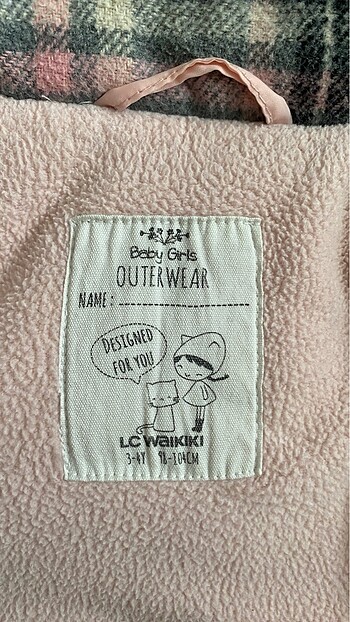 Baby Girls
OUTERWEAR
NAME :
DESIGNED
FOR YOU
LC WAIKIKI
3-4Y 98-104CM